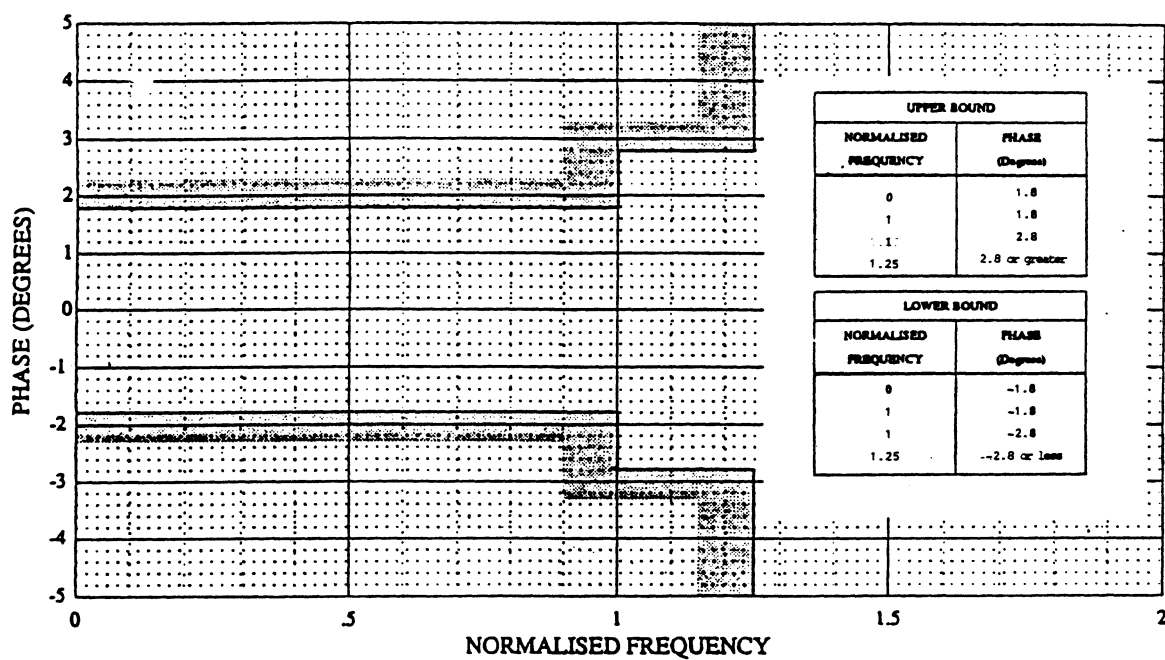 5
4
3
2
1
0
-1
-2
-3
-4
-5
PHASE (DEGREES)
0 .5 1 1.5 2
NORMALISED FREQUENCY
UPPER BOUND
NORMALISED FREQUENCY PHASE (Degrees)
0 1.8
1 1.8
2.8
1.25 2.8 or greater
LOWER BOUND
NORMALISED FREQUENCY PHASE (Degrees)
0 -1.8
1 -1.8
1 -2.8
1.25 -2.8 or less